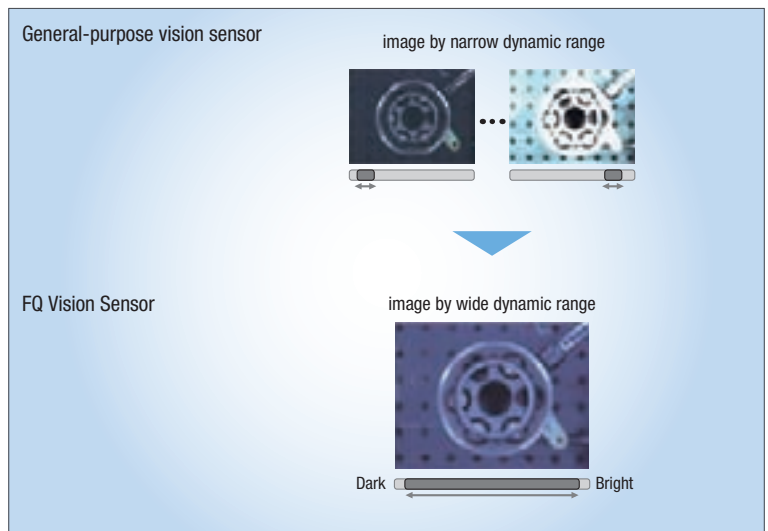 General-purpose vision sensor
image by narrow dynamic range
FQ Vision Sensor
image by wide dynamic range
Dark
Bright